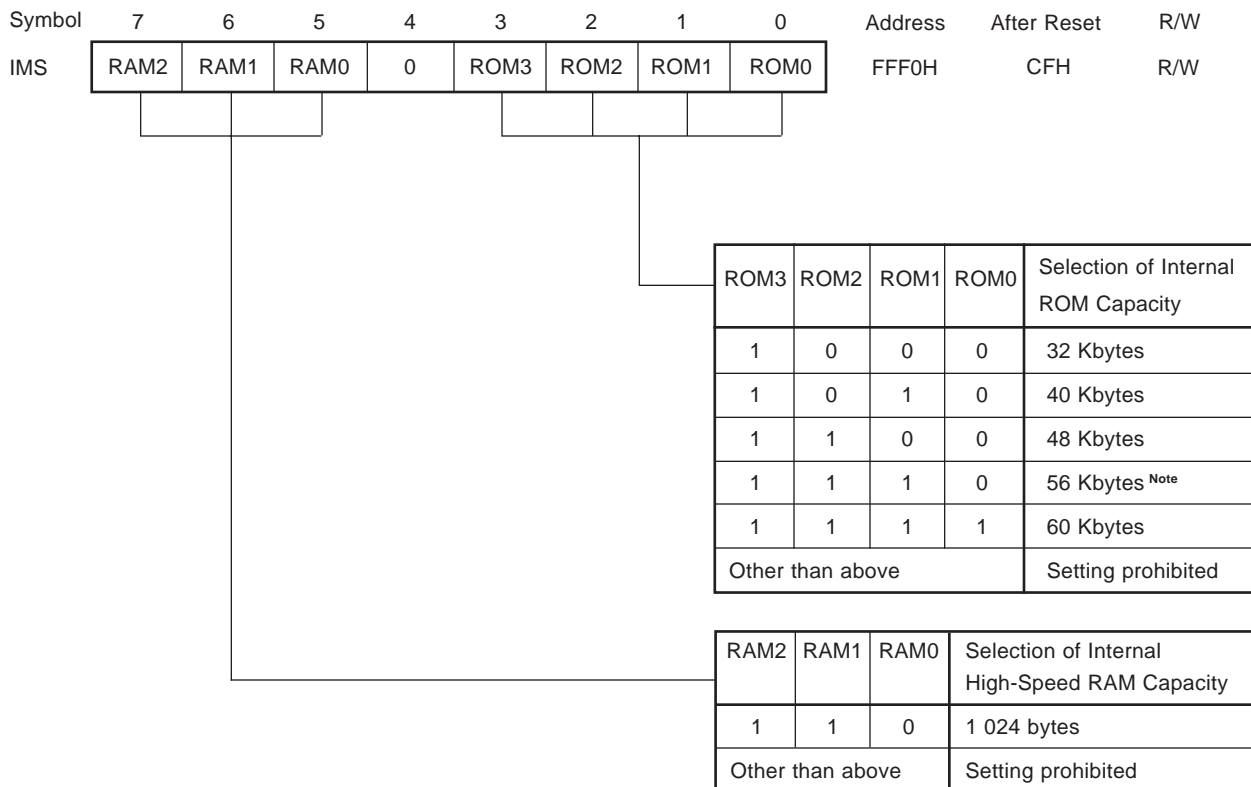 Symbol 7 6 5 4 3 2 1 0 Address After Reset R/W
IMS RAM2 RAM1 RAM0 0 ROM3 ROM2 ROM1 ROM0 FFF0H CFH R/W
ROM3 ROM2 ROM1 ROM0 Selection of Internal
ROM Capacity
1 0 0 0 32 Kbytes
1 0 1 0 40 Kbytes
1 1 0 0 48 Kbytes
1 1 1 0 56 Kbytes Note
1 1 1 1 60 Kbytes
Other than above Setting prohibited
RAM2 RAM1 RAM0 Selection of Internal
High-Speed RAM Capacity
1 1 0 1 024 bytes
Other than above Setting prohibited